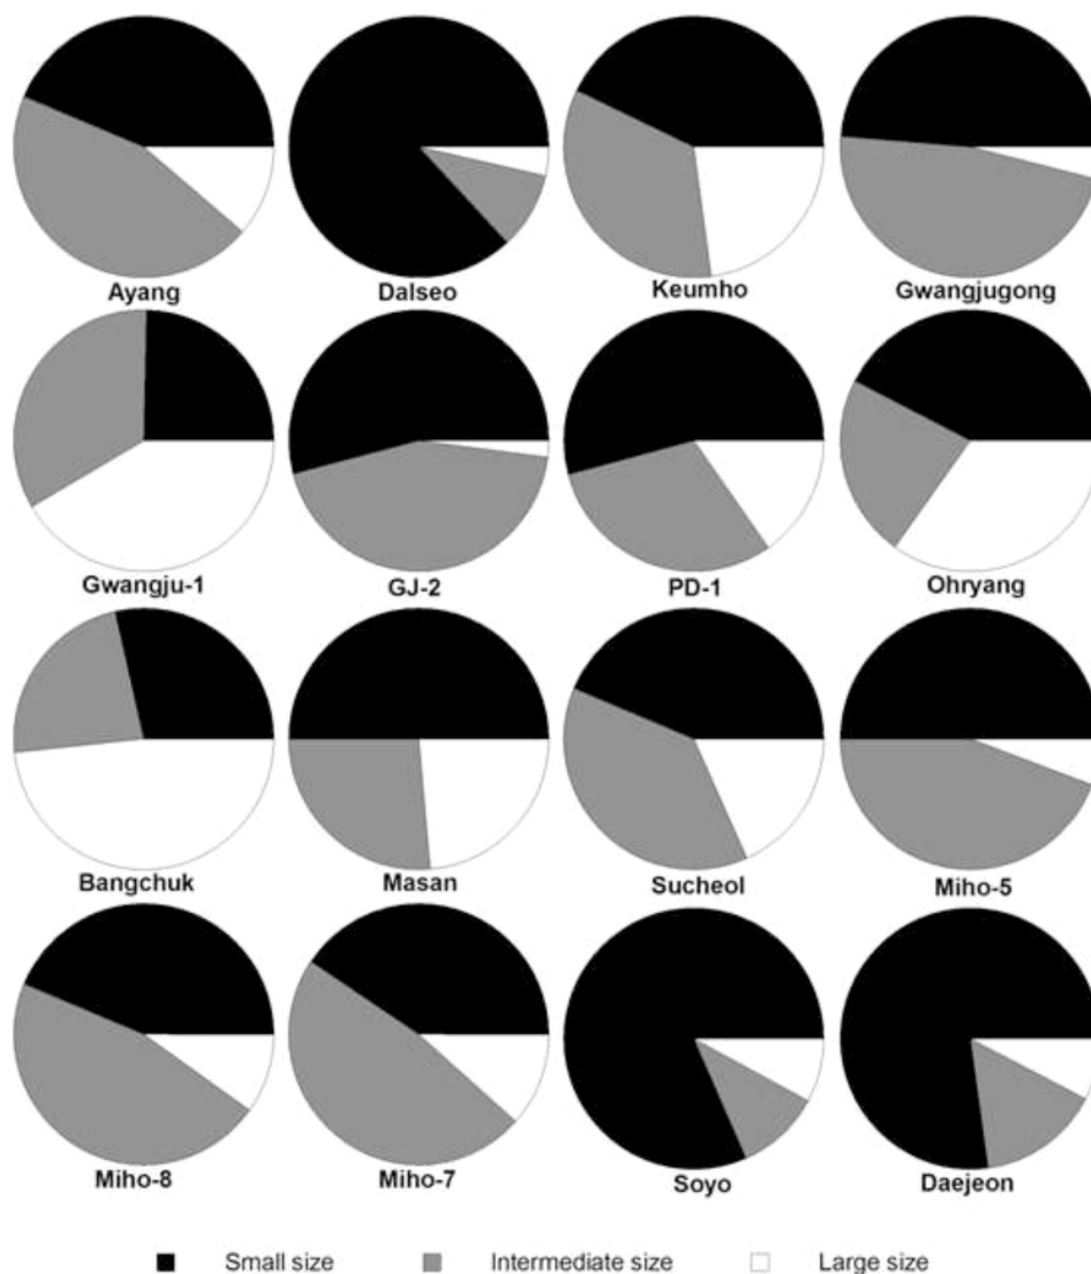 Ayang Dalseo Keumho Gwangjugong
Gwangju-1 GJ-2 PD-1 Ohryang
Bangchuk Masan Sucheol Miho-5
Miho-8 Miho-7 Soyo Daejeon
Small size Intermediate size Large size